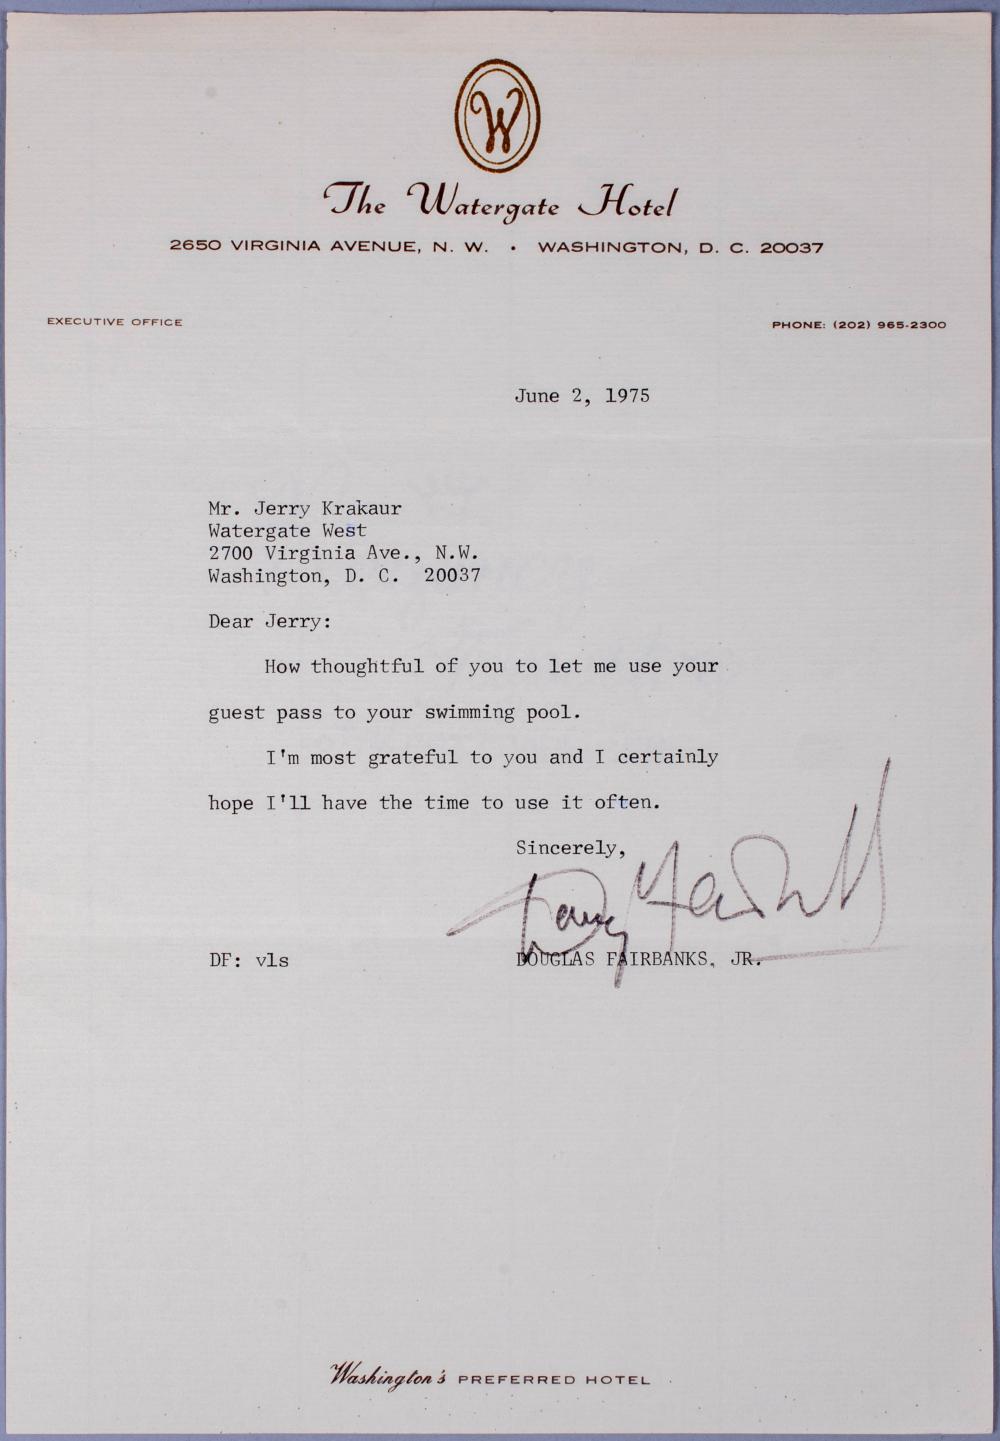 W
The Watergate Hotel
2650 VIRGINIA AVENUE, N. W. • WASHINGTON, D. C. 20037
EXECUTIVE OFFICE
PHONE: (202) 965-2300
June 2, 1975
Mr. Jerry Krakaur
Watergate West
2700 Virginia Ave., N.W.
Washington, D. C. 20037
Dear Jerry:
How thoughtful of you to let me use your
guest pass to your swimming pool.
I'm most grateful to you and I certainly
hope I'll have the time to use it often.
Sincerely,
DF: vls
DOUGLAS FAIRBANKS, JR.
Washington's PREFERRED HOTEL